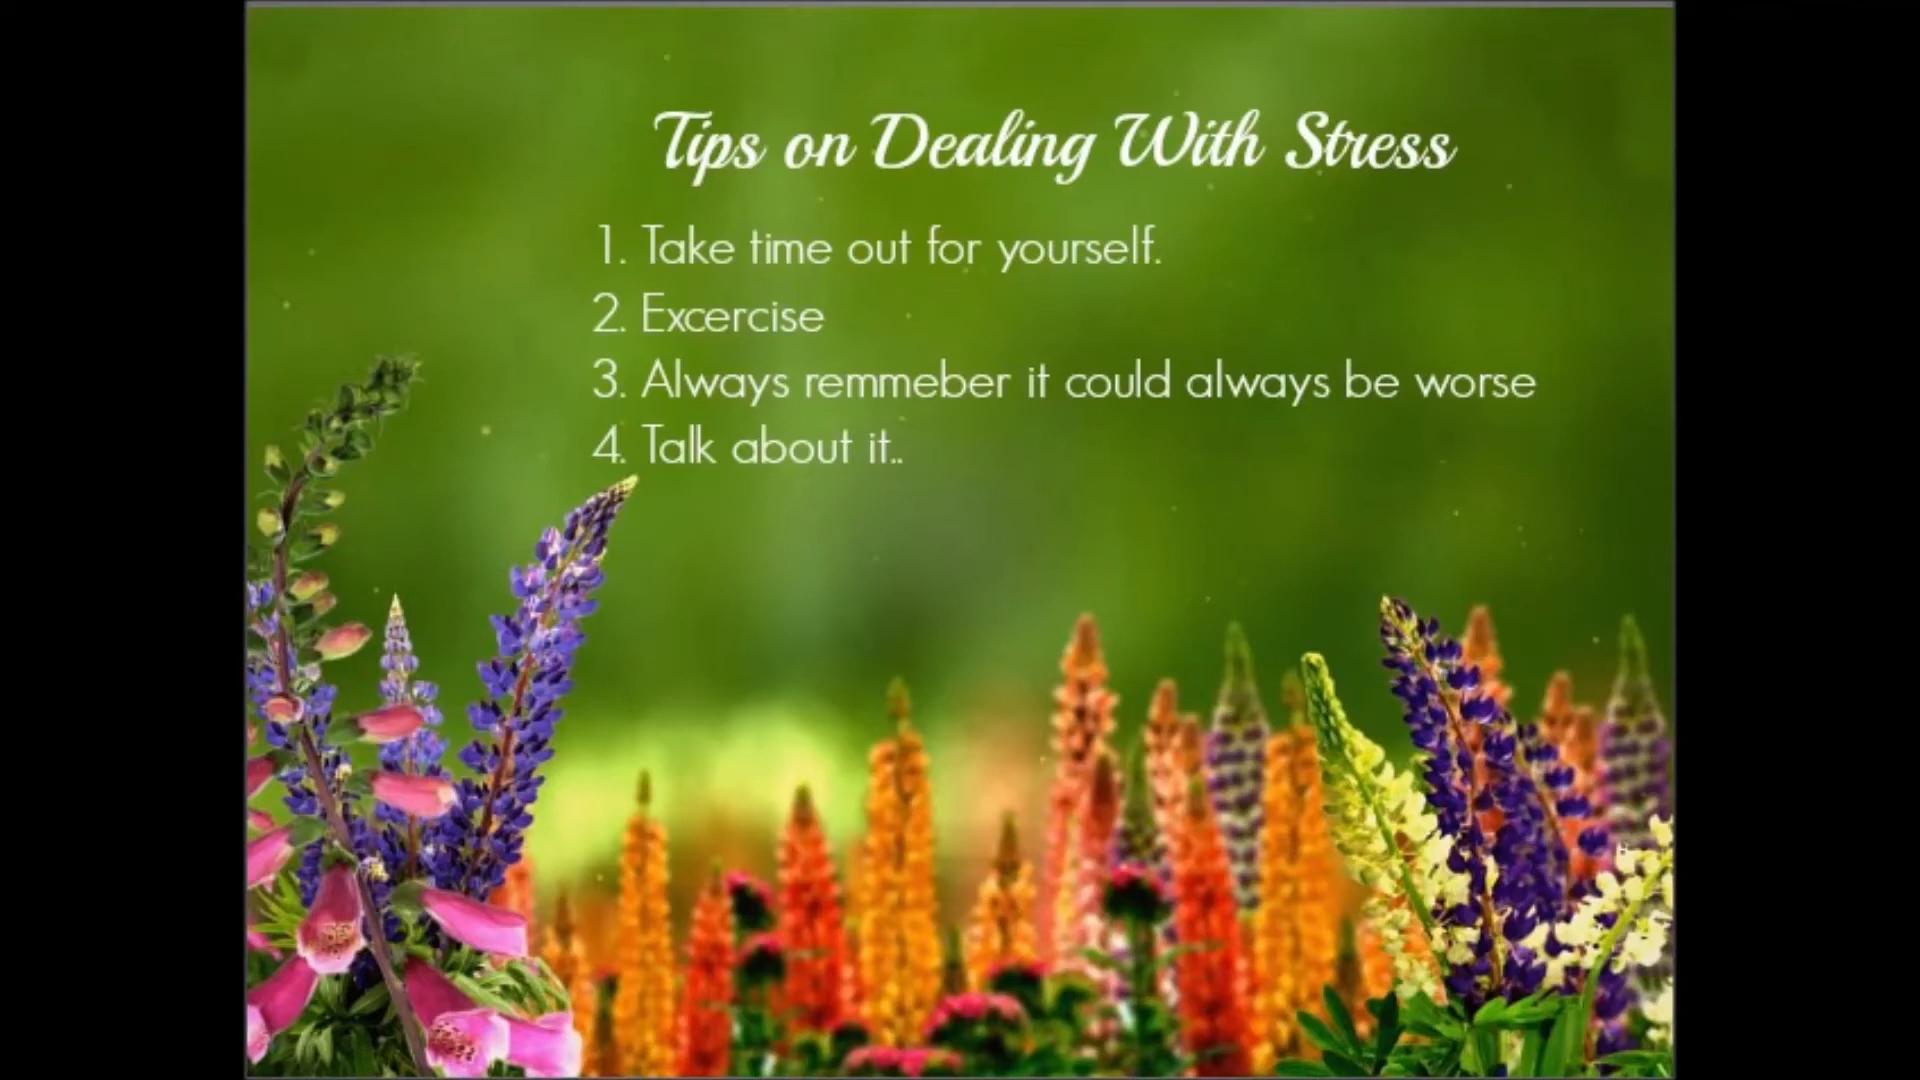 Tips on Dealing With Stress
1. Take time out for yourself.
2. Excercise
3. Always remmeber it could always be worse
4. Talk about it..